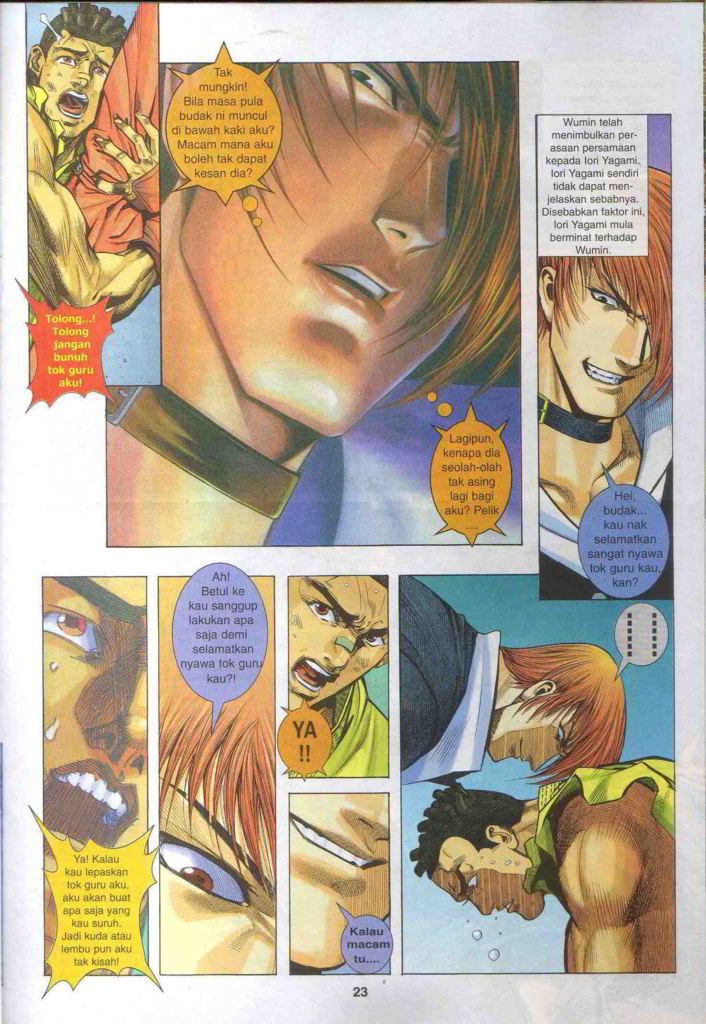 Tolong...!
Tolong
jangan
bunuh
tok guru
aku!
Tak
mungkin!
Bila masa pula
budak ni muncul
di bawah kaki aku?
Macam mana aku
boleh tak dapat
kesan dia?
Lagipun,
kenapa dia
seolah-olah
tak asing
lagi bagi
aku? Pelik
....
Wumin telah
menimbulkan per-
asaan persamaan
kepada Iori Yagami.
Iori Yagami sendiri
tidak dapat men-
jelaskan sebabnya.
Disebabkan faktor ini,
Iori Yagami mula
berminat terhadap
Wumin.
Hei,
budak...
kau nak
selamatkan
sangat nyawa
tok guru kau,
kan?
Ya! Kalau
kau lepaskan
tok guru aku,
aku akan buat
apa saja yang
kau suruh.
Jadi kuda atau
lembu pun aku
tak kisah!
Ah!
Betul ke
kau sanggup
lakukan apa
saja demi
selamatkan
nyawa tok guru
kau?!
YA
!!
Kalau
macam
tu....
23